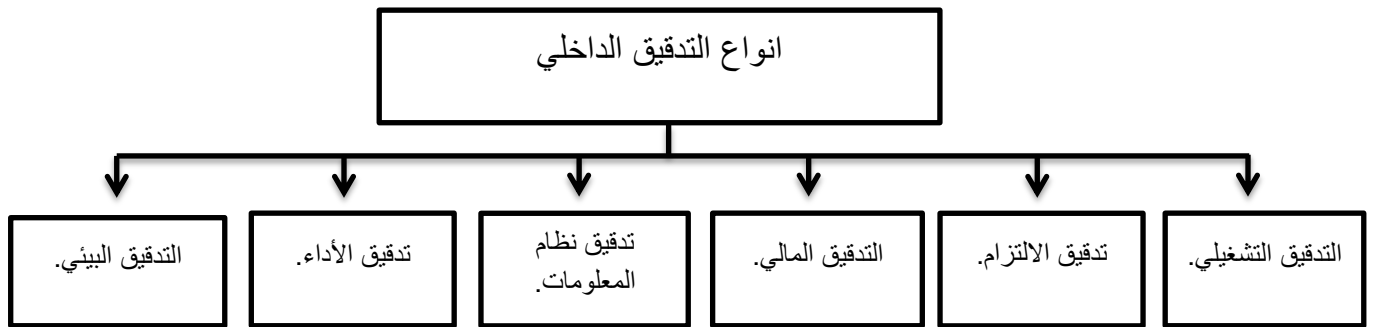 انواع التدقيق الداخلي
التدقيق التشغيلي.
تدقيق الالتزام.
التدقيق المالي.
تدقيق نظام
المعلومات.
تدقيق الأداء.
التدقيق البيئي.